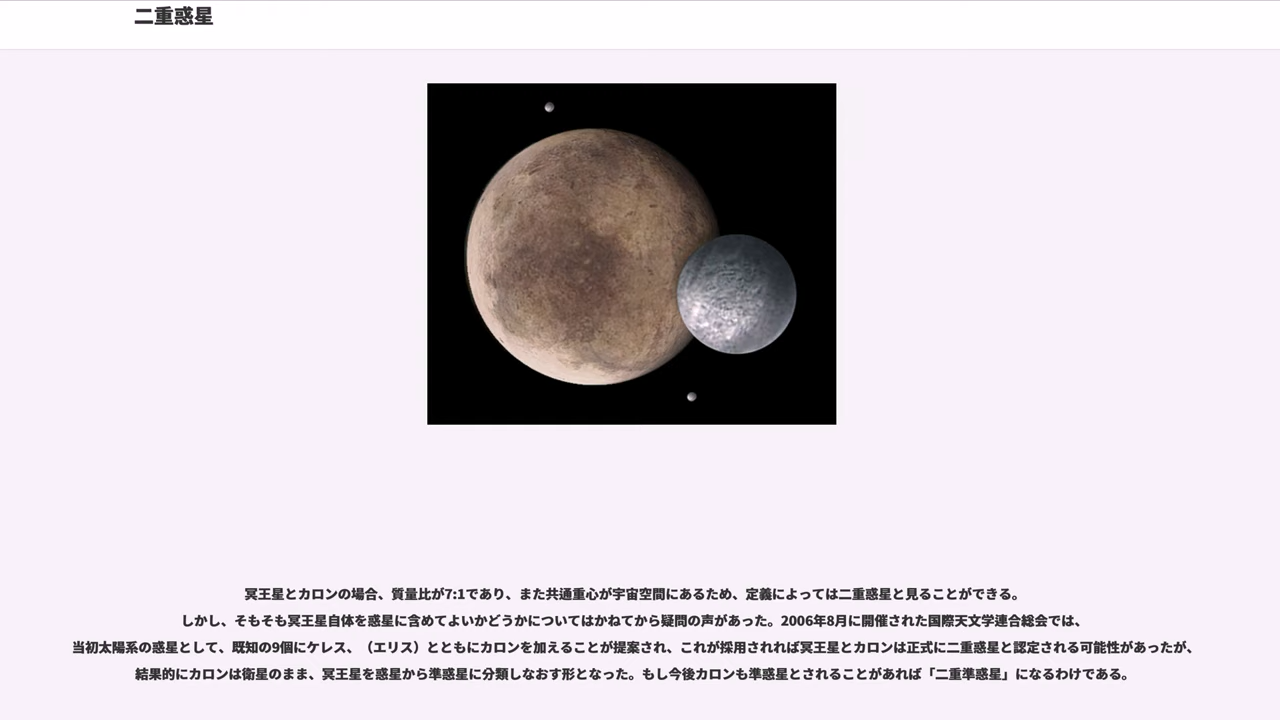 二重惑星
冥王星とカロンの場合、質量比が7:1であり、また共通重心が宇宙空間にあるため、定義によっては二重惑星と見ることができる。
しかし、そもそも冥王星自体を惑星に含めてよいかどうかについてはかねてから疑問の声があった。2006年8月に開催された国際天文学連合総会では、
当初太陽系の惑星として、既知の9個にケレス、（エリス）とともにカロンを加えることが提案され、これが採用されれば冥王星とカロンは正式に二重惑星と認定される可能性があったが、
結果的にカロンは衛星のまま、冥王星を惑星から準惑星に分類しなおす形となった。もし今後カロンも準惑星とされることがあれば「二重準惑星」になるわけである。